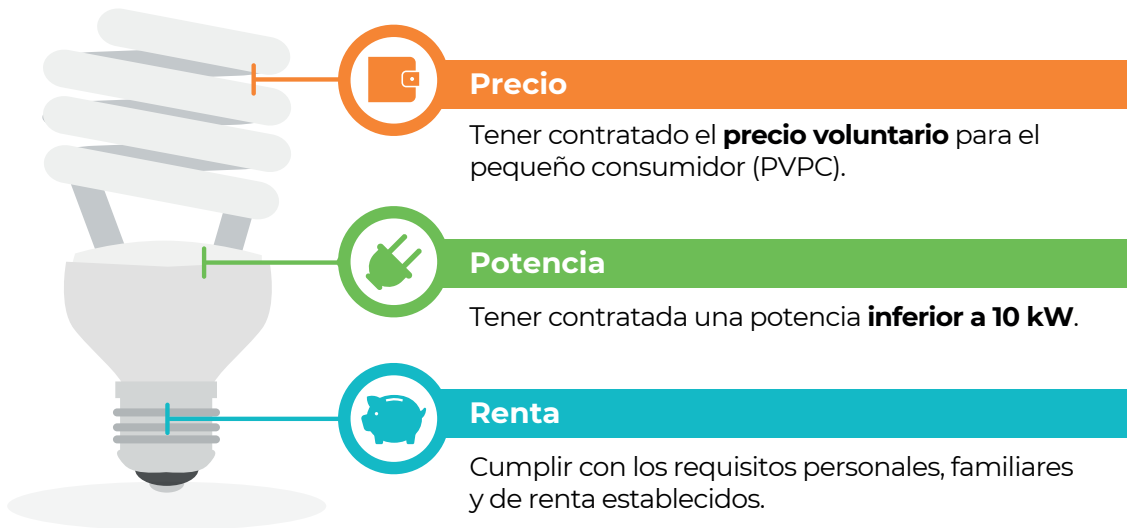 Precio
Tener contratado el precio voluntario para el
pequeño consumidor (PVPC).
Potencia
Tener contratada una potencia inferior a 10 kW.
Renta
Cumplir con los requisitos personales, familiares
y de renta establecidos.